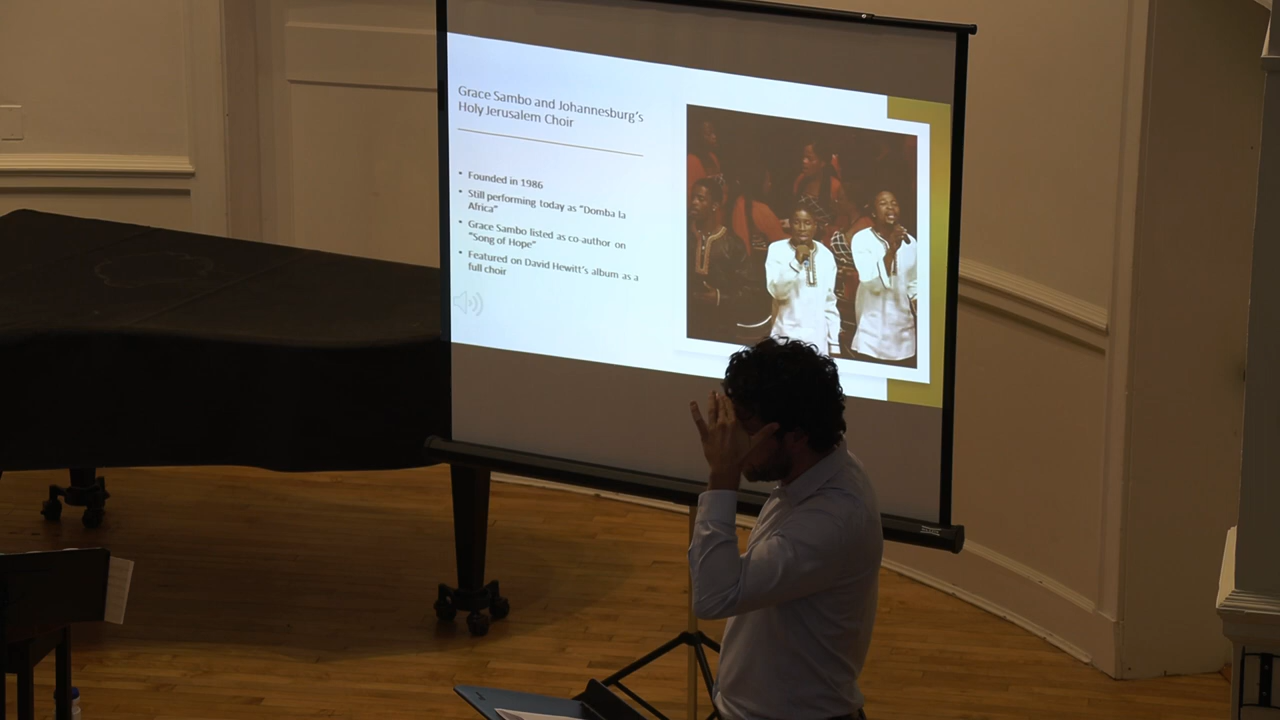 Grace Sambo and Johannesburg's
Holy Jerusalem Choir
• Founded in 1986
• Still performing today as "Domba la
Africa"
• Grace Sambo listed as co-author on
"Song of Hope"
• Featured on David Hewitt's album as a
full choir